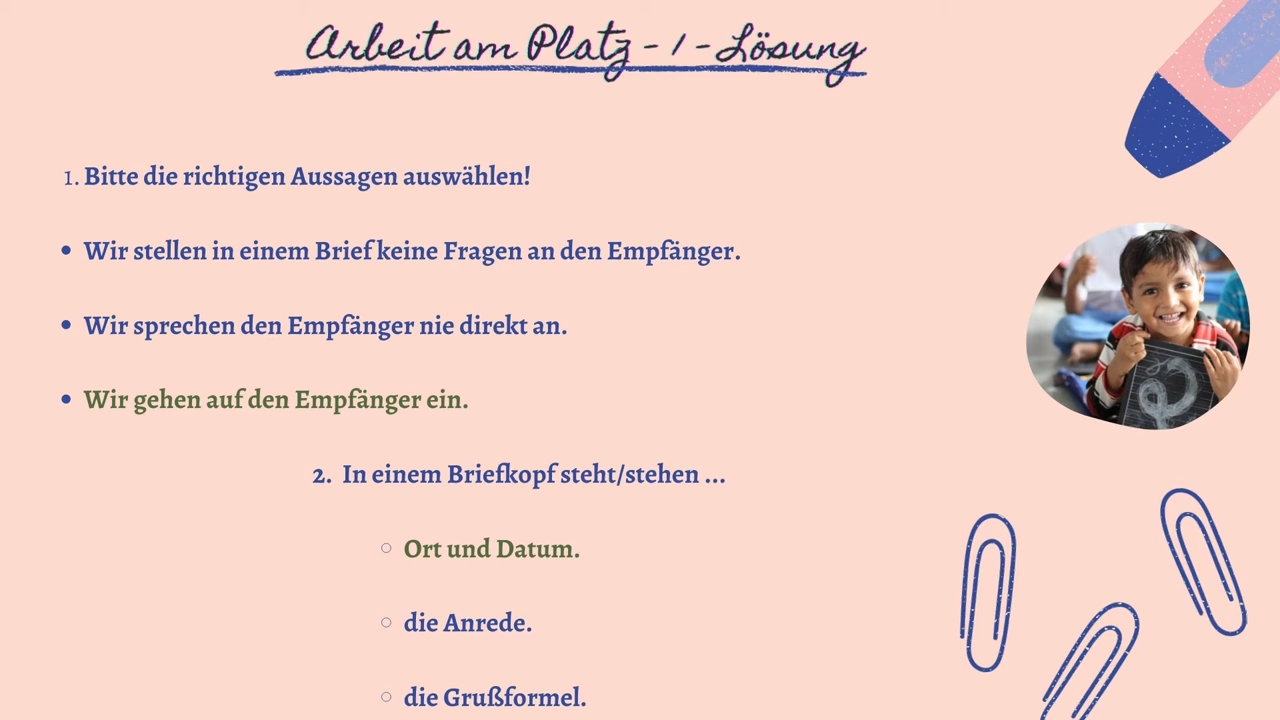 Arbeit am Platz - 1 - Lösung
1. Bitte die richtigen Aussagen auswählen!
• Wir stellen in einem Brief keine Fragen an den Empfänger.
• Wir sprechen den Empfänger nie direkt an.
• Wir gehen auf den Empfänger ein.
2. In einem Briefkopf steht/stehen ...
○ Ort und Datum.
○ die Anrede.
○ die Grußformel.